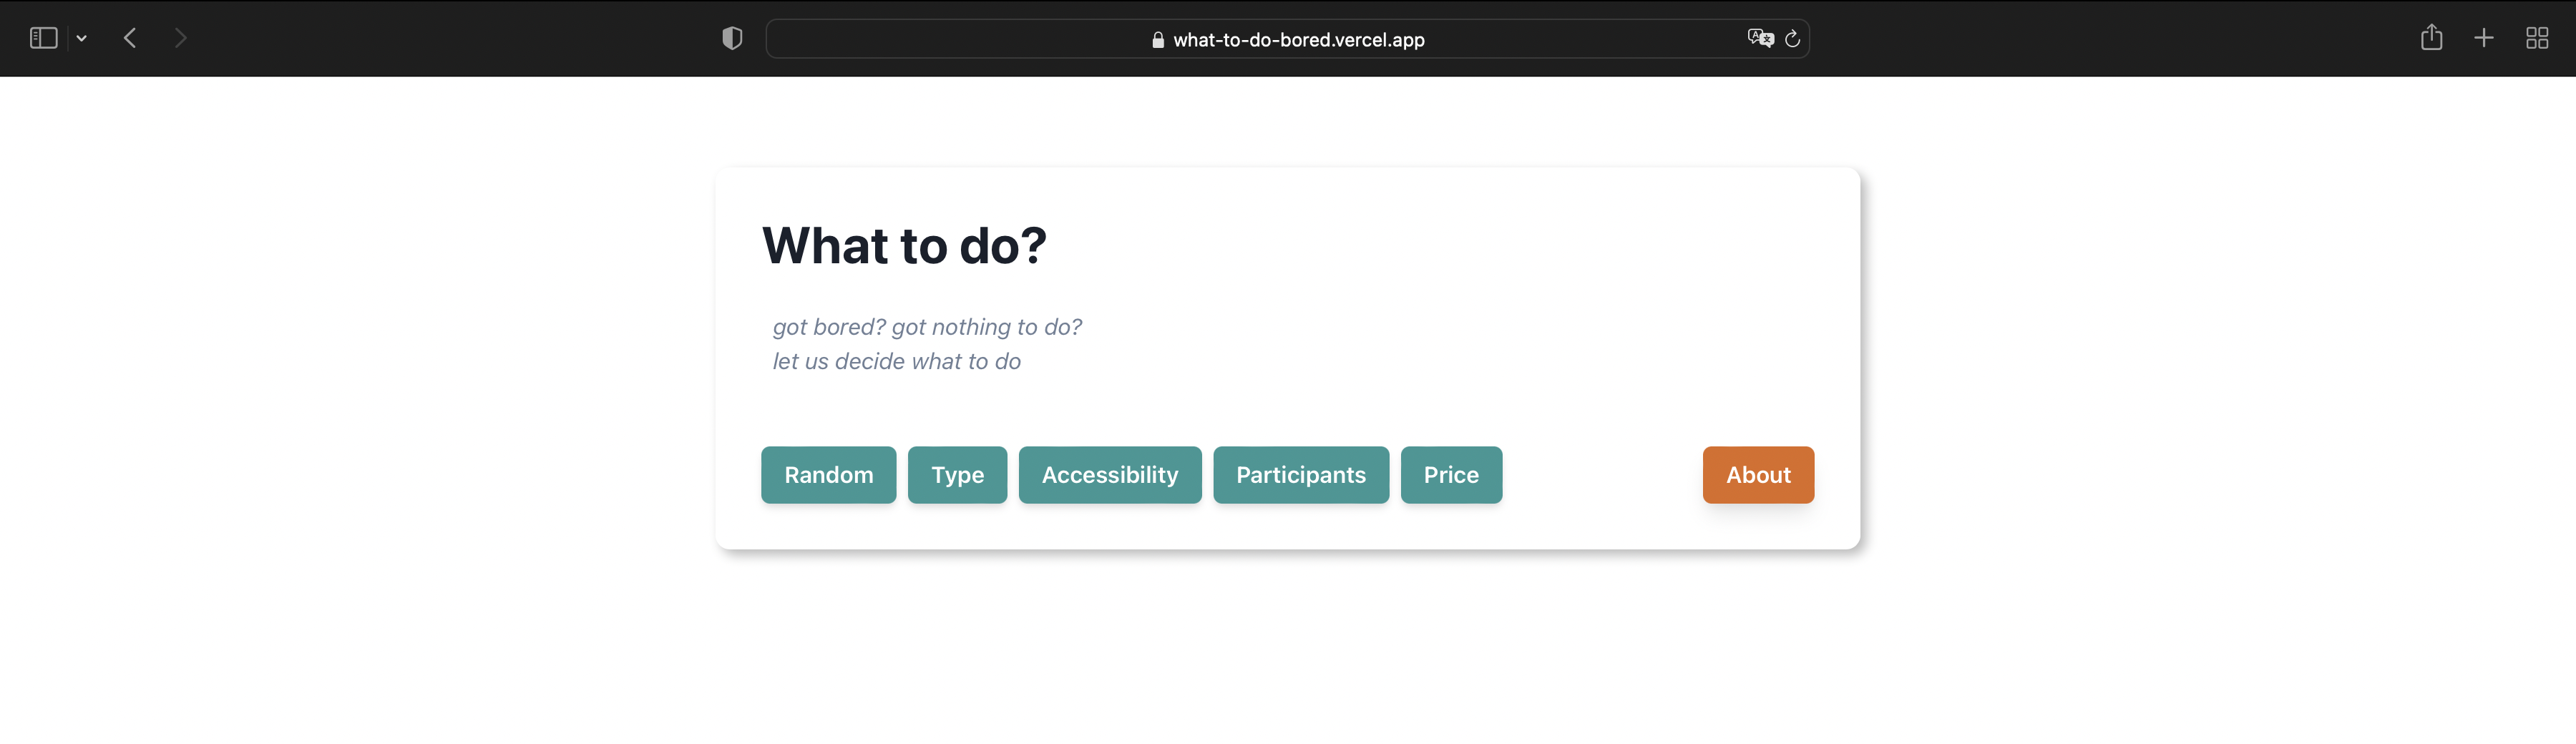 what-to-do-bored.vercel.app
What to do?
got bored? got nothing to do?
let us decide what to do
Random Type Accessibility Participants Price About